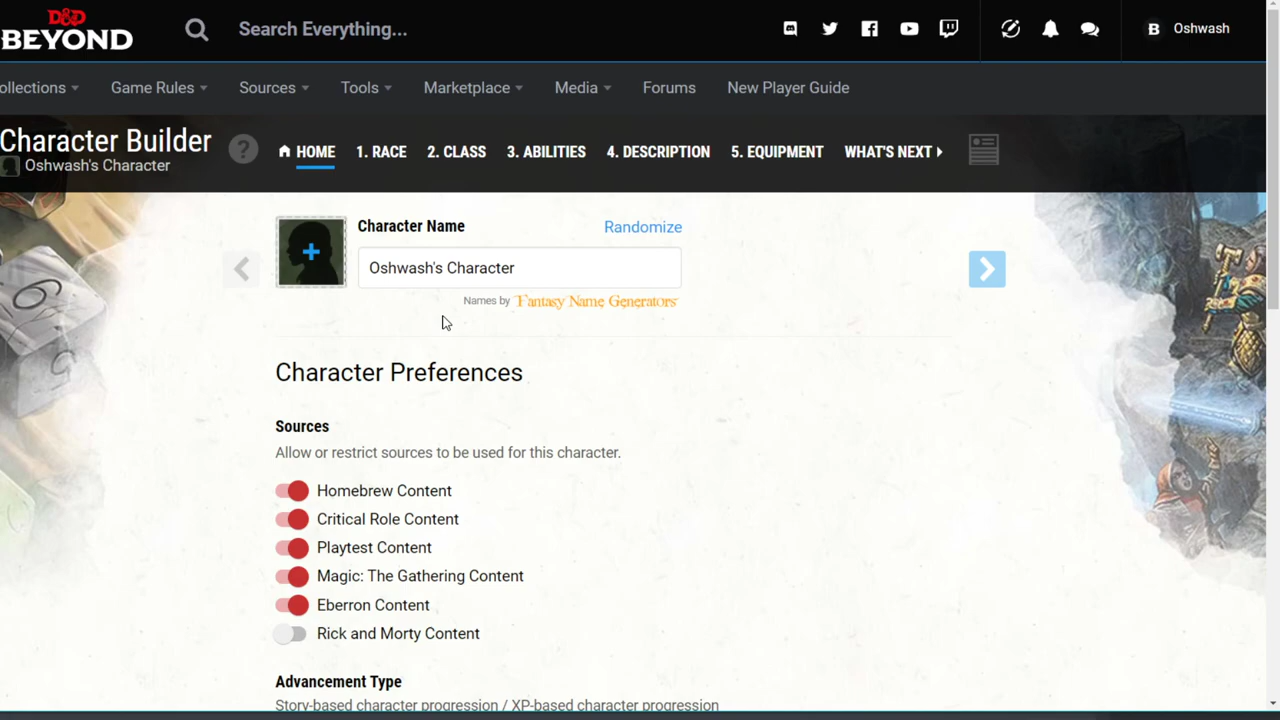 D&D
BEYOND
Search Everything...
B Oshwash
ollections Game Rules Sources Tools Marketplace Media Forums New Player Guide
Character Builder
Oshwash's Character
? HOME 1. RACE 2. CLASS 3. ABILITIES 4. DESCRIPTION 5. EQUIPMENT WHAT'S NEXT
Character Name Randomize
Oshwash's Character
Names by Fantasy Name Generators
Character Preferences
Sources
Allow or restrict sources to be used for this character.
Homebrew Content
Critical Role Content
Playtest Content
Magic: The Gathering Content
Eberron Content
Rick and Morty Content
Advancement Type
Story-based character progression / XP-based character progression